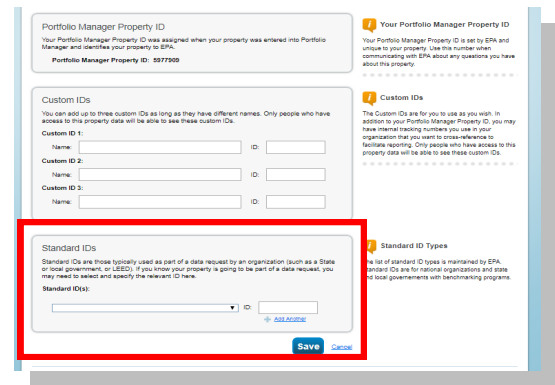 Portfolio Manager Property ID
Your Portfolio Manager Property ID was assigned when your property was entered into Portfolio
Manager and identifies your property to EPA.
Portfolio Manager Property ID: 5977909
Your Portfolio Manager Property ID
Your Portfolio Manager Property ID is set by EPA and
unique to your property. Use this number when
communicating with EPA about any questions you have
about this property.
Custom IDs
You can add up to three custom IDs as long as they have different names. Only people who have
access to this property data will be able to see these custom IDs.
Custom ID 1:
Name: ID:
Custom ID 2:
Name: ID:
Custom ID 3:
Name: ID:
Custom IDs
The Custom IDs are for you to use as you wish. In
addition to your Portfolio Manager Property ID, you may
have internal tracking numbers you use in your
organization that you want to cross-reference to
facilitate reporting. Only people who have access to this
property data will be able to see these custom IDs.
Standard IDs
Standard IDs are those typically used as part of a data request by an organization (such as a State
or local government, or LEED). If you know your property is going to be part of a data request, you
may need to select and specify the relevant ID here.
Standard ID(s):
ID:
Add Another
Save Cancel
Standard ID Types
The list of standard ID types is maintained by EPA.
Standard IDs are for national organizations and state
and local governements with benchmarking programs.